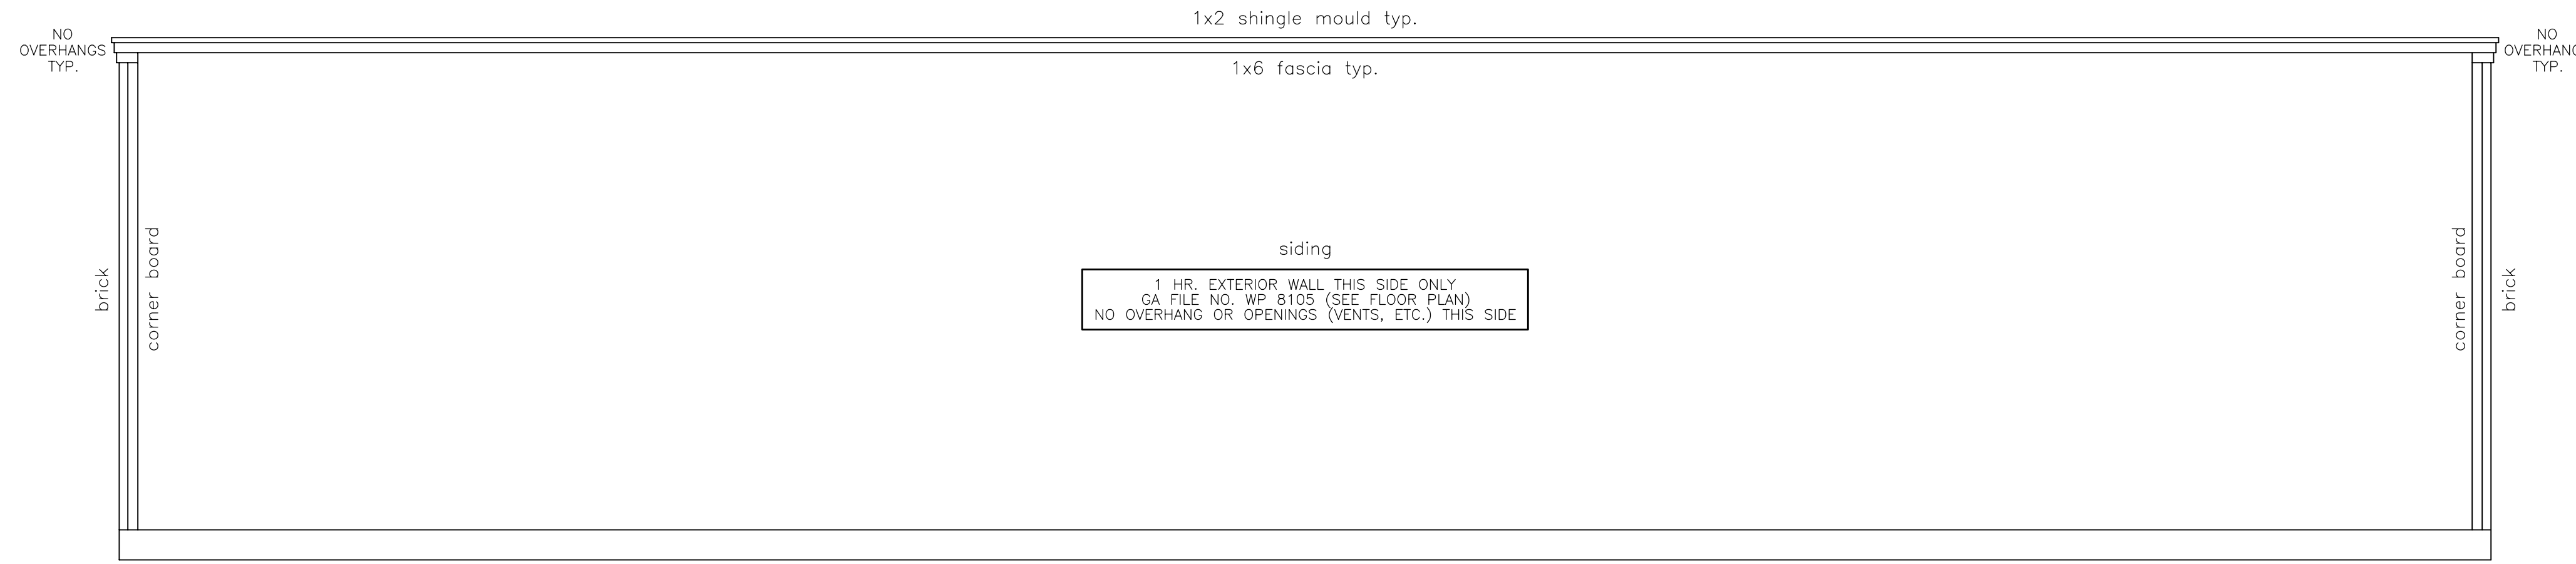 1x2 shingle mould typ.
NO
OVERHANGS
TYP.
NO
OVERHANG
TYP.
1x6 fascia typ.
brick
corner board
siding
1 HR. EXTERIOR WALL THIS SIDE ONLY
GA FILE NO. WP 8105 (SEE FLOOR PLAN)
NO OVERHANG OR OPENINGS (VENTS, ETC.) THIS SIDE
corner board
brick